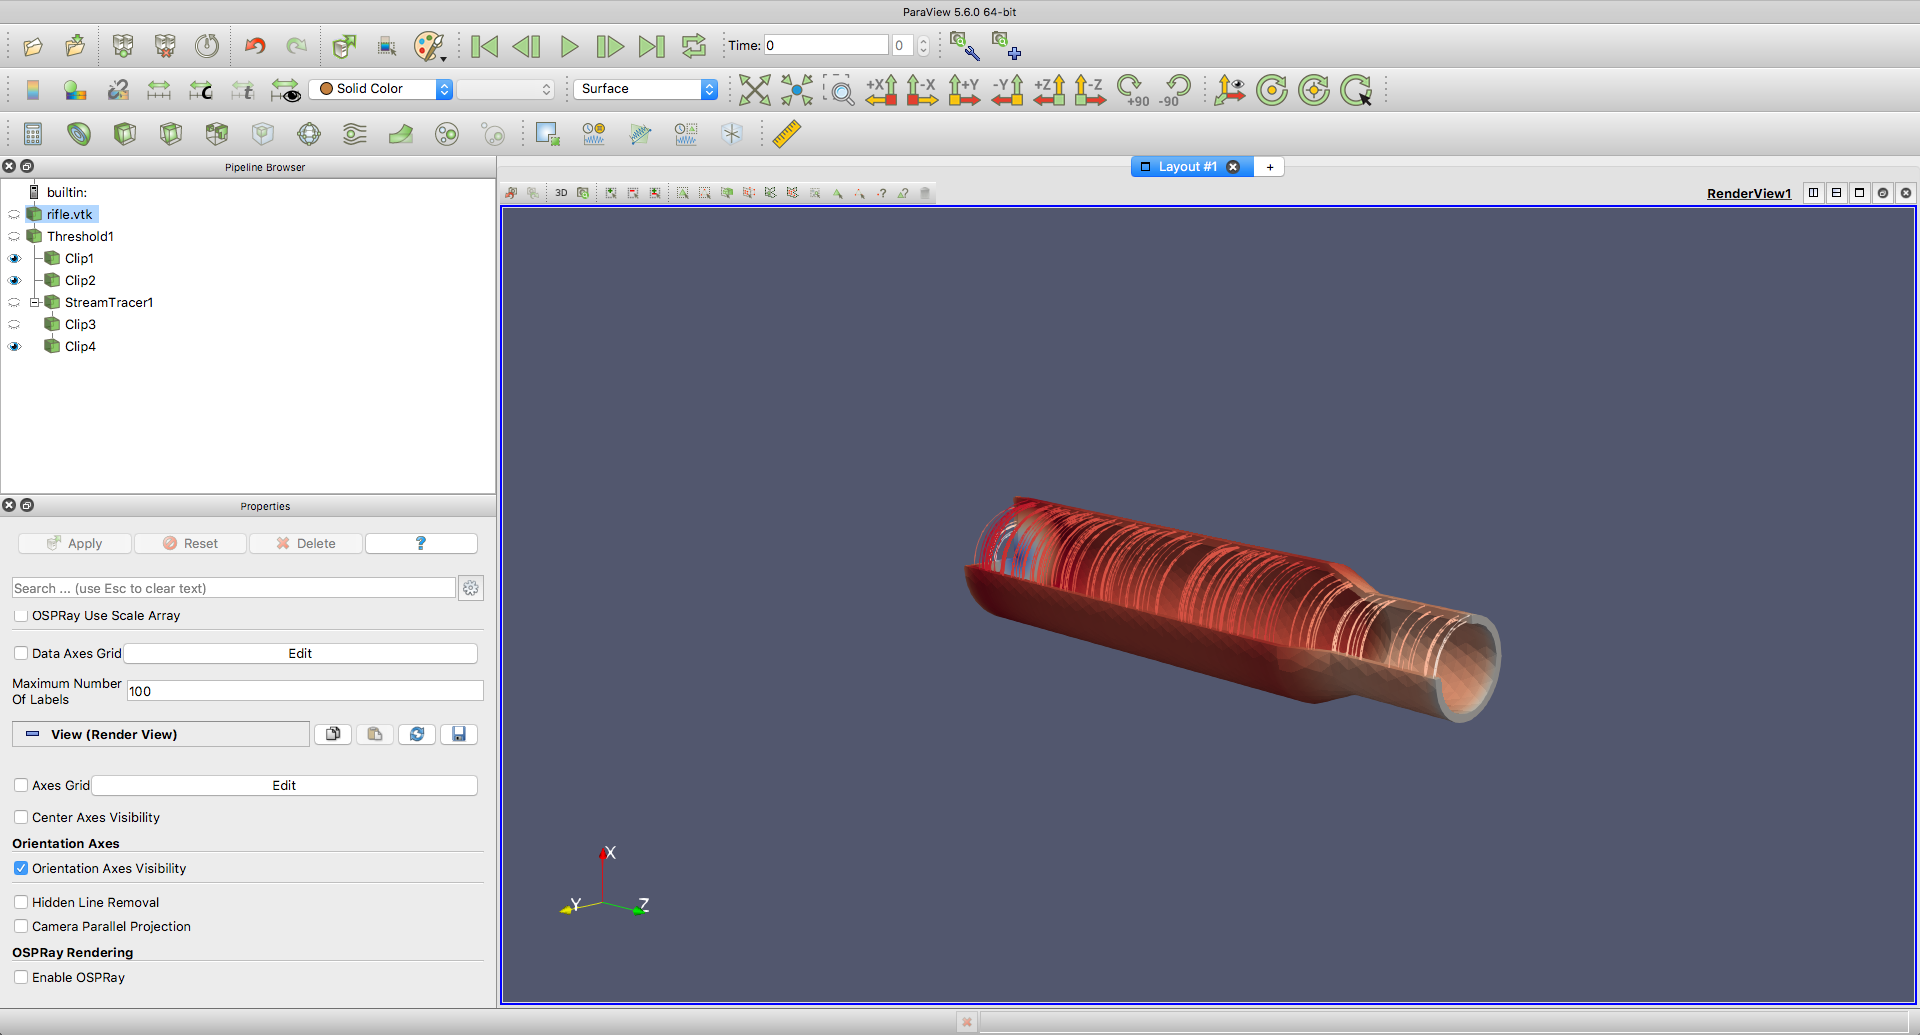 ParaView 5.6.0 64-bit
Time: 0 0
Solid Color Surface +X -X +Y -Y +Z -Z +90 -90
Pipeline Browser
Layout #1 +
builtin:
3D
RenderView1
rifle.vtk
Threshold1
Clip1
Clip2
StreamTracer1
Clip3
Clip4
Properties
Apply Reset Delete ?
Search ... (use Esc to clear text)
OSPRay Use Scale Array
Data Axes Grid Edit
Maximum Number
Of Labels
100
View (Render View)
Axes Grid Edit
Center Axes Visibility
Orientation Axes
Orientation Axes Visibility
Hidden Line Removal
Camera Parallel Projection
OSPRay Rendering
Enable OSPRay
X
Y Z